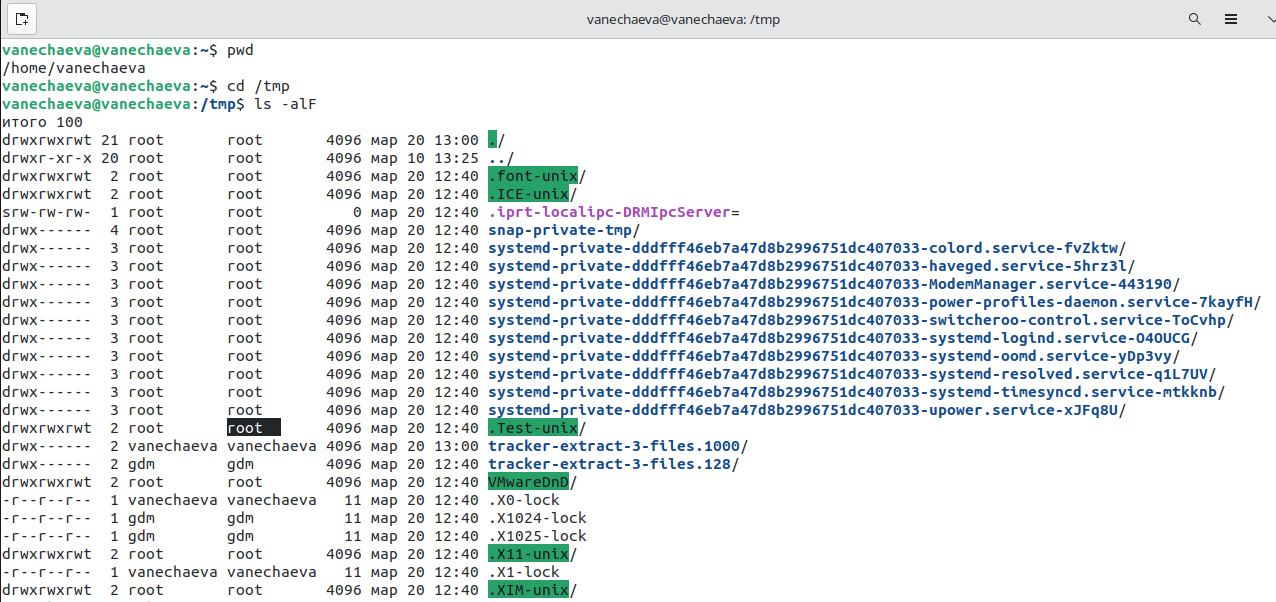 vanechaeva@vanechaeva: /tmp
vanechaeva@vanechaeva:~$ pwd
/home/vanechaeva
vanechaeva@vanechaeva:~$ cd /tmp
vanechaeva@vanechaeva:/tmp$ ls -alF
итого 100
drwxrwxrwt 21 root       root       4096 мар 20 13:00 ./
drwxr-xr-x 20 root       root       4096 мар 10 13:25 ../
drwxrwxrwt  2 root       root       4096 мар 20 12:40 .font-unix/
drwxrwxrwt  2 root       root       4096 мар 20 12:40 .ICE-unix/
srw-rw-rw-  1 root       root          0 мар 20 12:40 .iprt-localipc-DRMIpcServer=
drwx------  4 root       root       4096 мар 20 12:40 snap-private-tmp/
drwx------  3 root       root       4096 мар 20 12:40 systemd-private-dddfff46eb7a47d8b2996751dc407033-colord.service-fvZktw/
drwx------  3 root       root       4096 мар 20 12:40 systemd-private-dddfff46eb7a47d8b2996751dc407033-haveged.service-5hrz3l/
drwx------  3 root       root       4096 мар 20 12:40 systemd-private-dddfff46eb7a47d8b2996751dc407033-ModemManager.service-443190/
drwx------  3 root       root       4096 мар 20 12:40 systemd-private-dddfff46eb7a47d8b2996751dc407033-power-profiles-daemon.service-7kayfH/
drwx------  3 root       root       4096 мар 20 12:40 systemd-private-dddfff46eb7a47d8b2996751dc407033-switcheroo-control.service-ToCvhp/
drwx------  3 root       root       4096 мар 20 12:40 systemd-private-dddfff46eb7a47d8b2996751dc407033-systemd-logind.service-O4OUCG/
drwx------  3 root       root       4096 мар 20 12:40 systemd-private-dddfff46eb7a47d8b2996751dc407033-systemd-oomd.service-yDp3vy/
drwx------  3 root       root       4096 мар 20 12:40 systemd-private-dddfff46eb7a47d8b2996751dc407033-systemd-resolved.service-q1L7UV/
drwx------  3 root       root       4096 мар 20 12:40 systemd-private-dddfff46eb7a47d8b2996751dc407033-systemd-timesyncd.service-mtkknb/
drwx------  3 root       root       4096 мар 20 12:40 systemd-private-dddfff46eb7a47d8b2996751dc407033-upower.service-xJFq8U/
drwxrwxrwt  2 root       root       4096 мар 20 12:40 .Test-unix/
drwx------  2 vanechaeva vanechaeva 4096 мар 20 13:00 tracker-extract-3-files.1000/
drwx------  2 gdm        gdm        4096 мар 20 12:40 tracker-extract-3-files.128/
drwxrwxrwt  2 root       root       4096 мар 20 12:40 VMwareDnD/
-r--r--r--  1 vanechaeva vanechaeva   11 мар 20 12:40 .X0-lock
-r--r--r--  1 gdm        gdm          11 мар 20 12:40 .X1024-lock
-r--r--r--  1 gdm        gdm          11 мар 20 12:40 .X1025-lock
drwxrwxrwt  2 root       root       4096 мар 20 12:40 .X11-unix/
-r--r--r--  1 vanechaeva vanechaeva   11 мар 20 12:40 .X1-lock
drwxrwxrwt  2 root       root       4096 мар 20 12:40 .XIM-unix/